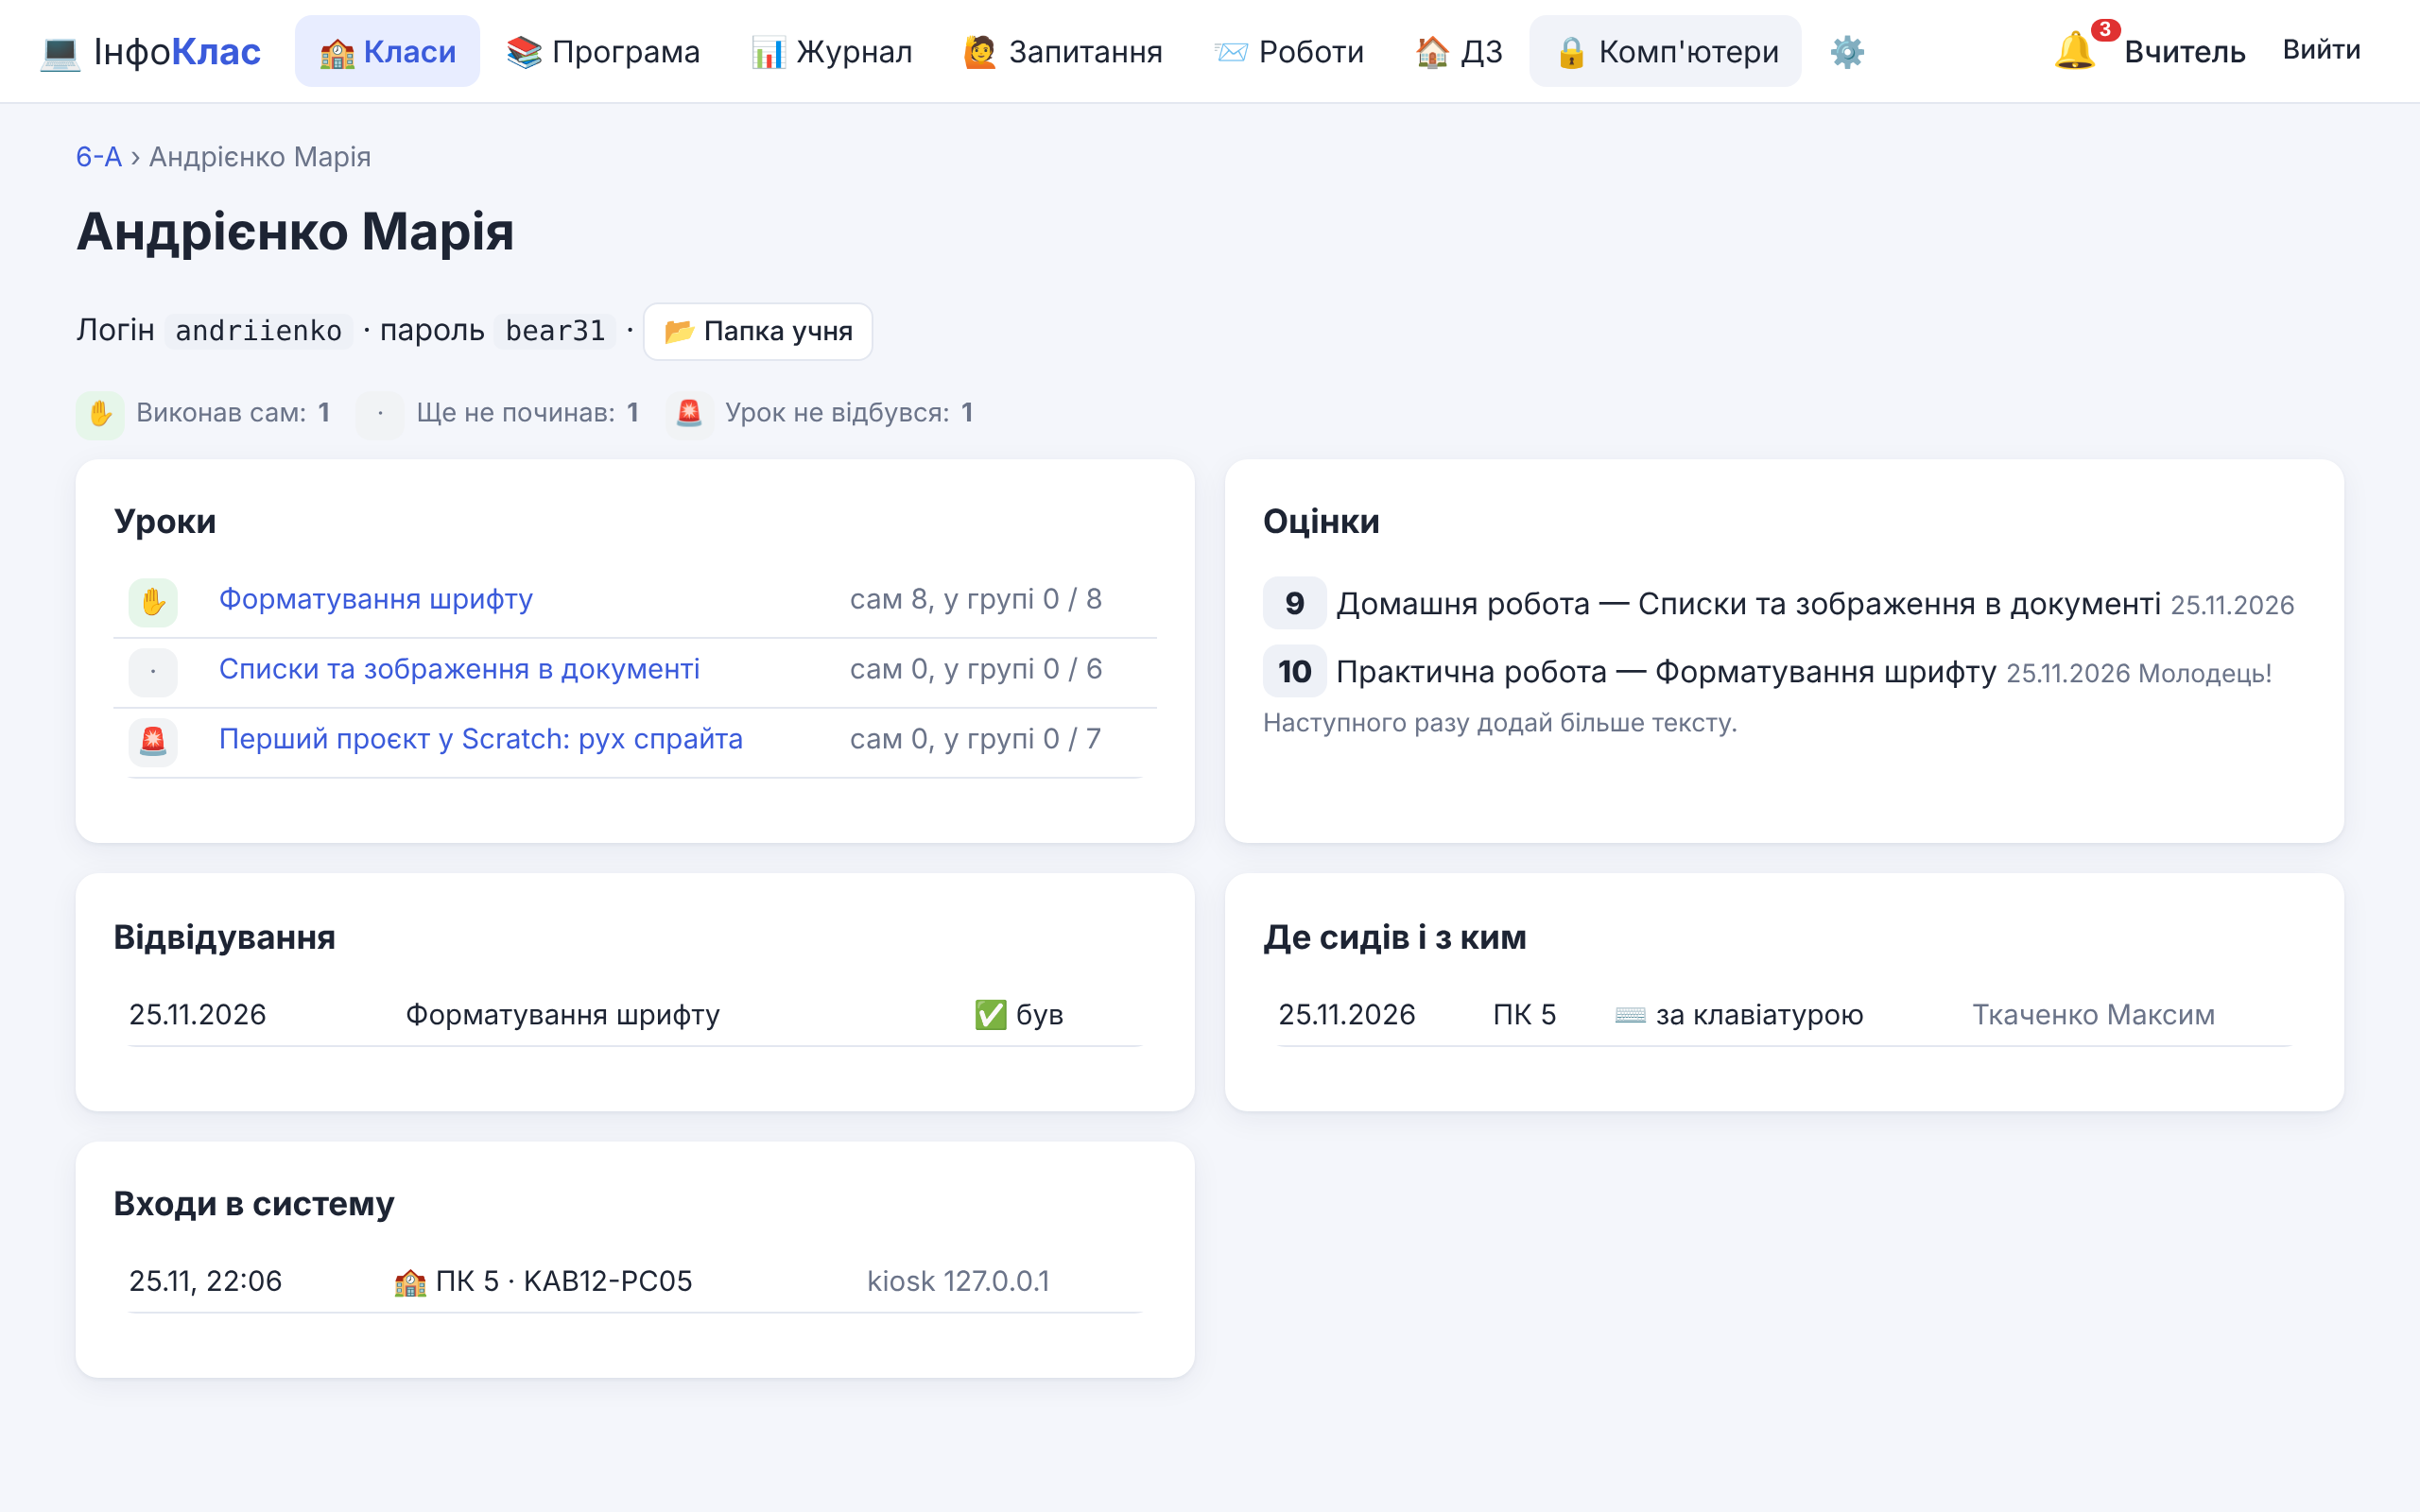 💻 ІнфоКлас 🏫 Класи 📚 Програма 📊 Журнал 🙋 Запитання 📨 Роботи 🏠 ДЗ 🔒 Комп'ютери ⚙️ 🔔 3 Вчитель Вийти
6-А › Андрієнко Марія
Андрієнко Марія
Логін andriienko · пароль bear31 · 📂 Папка учня
✋ Виконав сам: 1 · Ще не починав: 1 🚨 Урок не відбувся: 1
Уроки
✋ Форматування шрифту сам 8, у групі 0 / 8
· Списки та зображення в документі сам 0, у групі 0 / 6
🚨 Перший проєкт у Scratch: рух спрайта сам 0, у групі 0 / 7
Оцінки
9 Домашня робота — Списки та зображення в документі 25.11.2026
10 Практична робота — Форматування шрифту 25.11.2026 Молодець!
Наступного разу додай більше тексту.
Відвідування
25.11.2026 Форматування шрифту ✅ був
Де сидів і з ким
25.11.2026 ПК 5 ⌨️ за клавіатурою Ткаченко Максим
Входи в систему
25.11, 22:06 🏫 ПК 5 · KAB12-PC05 kiosk 127.0.0.1